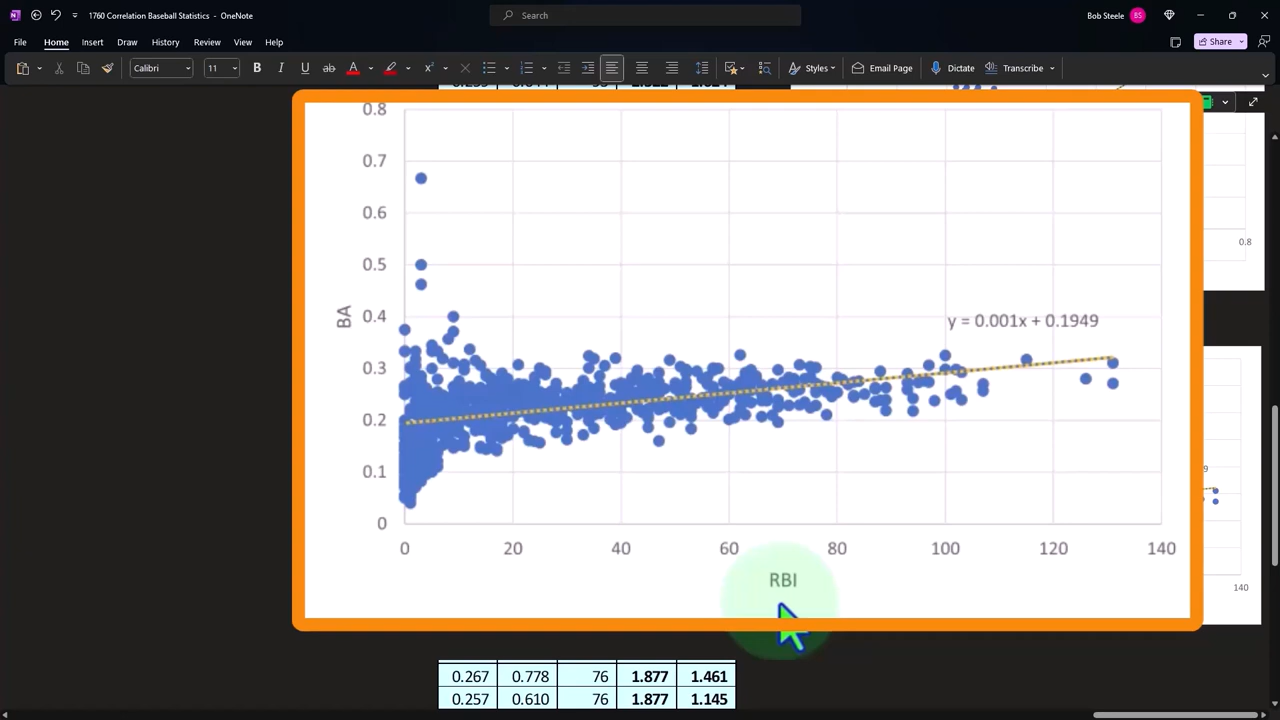 1760 Correlation Baseball Statistics - OneNote
Search
Bob Steele
BS
File Home Insert Draw History Review View Help
Share
Calibri
11
B I U ab A x
Styles
Email Page
Dictate
Transcribe
0.8
0.7
0.6
0.5
0.4
0.3
0.2
0.1
0
BA
y = 0.001x + 0.1949
0 20 40 60 80 100 120 140
RBI
0.8
9
140
0.267 0.778 76 1.877 1.461
0.257 0.610 76 1.877 1.145